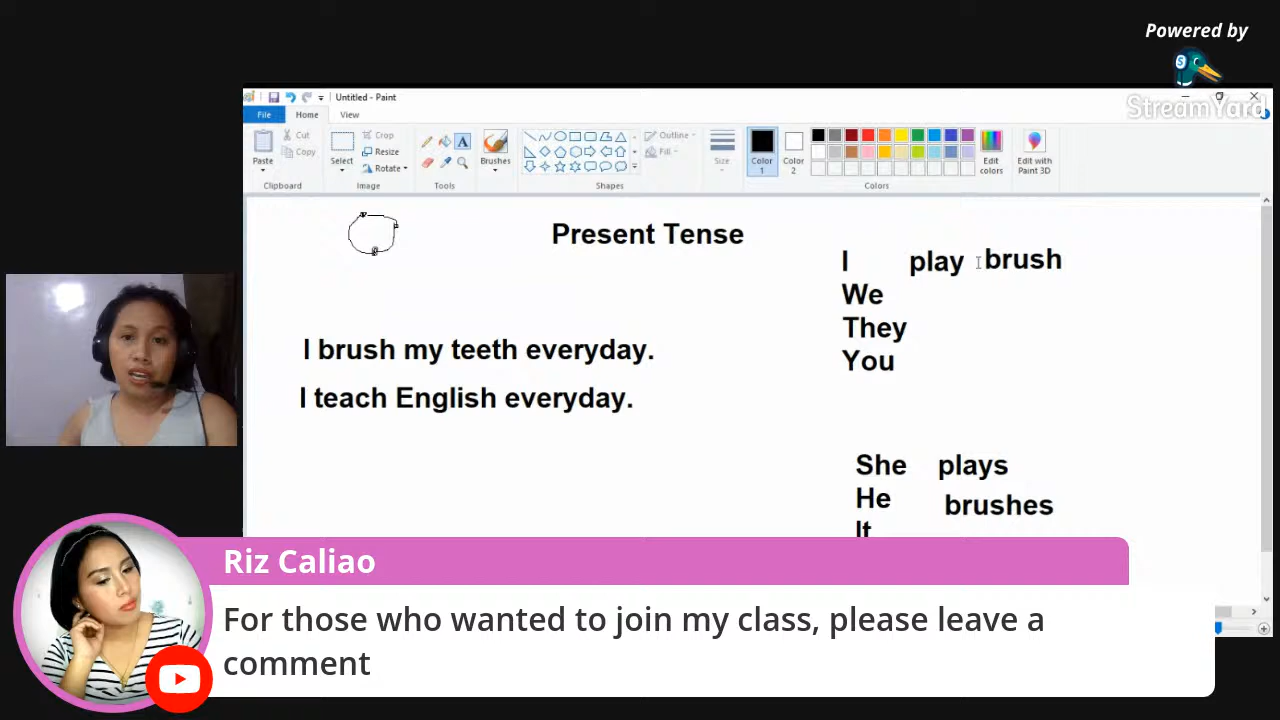 Powered by
StreamYard
Untitled - Paint
File Home View
Paste
Cut
Copy
Clipboard
Select
Crop
Resize
Rotate
Image
Tools
Brushes
Shapes
Outline
Fill
Size
Color 1
Color 2
Colors
Edit colors
Edit with Paint 3D
Present Tense
I play brush
We
They
You
I brush my teeth everyday.
I teach English everyday.
She plays
He brushes
It
Riz Caliao
For those who wanted to join my class, please leave a
comment